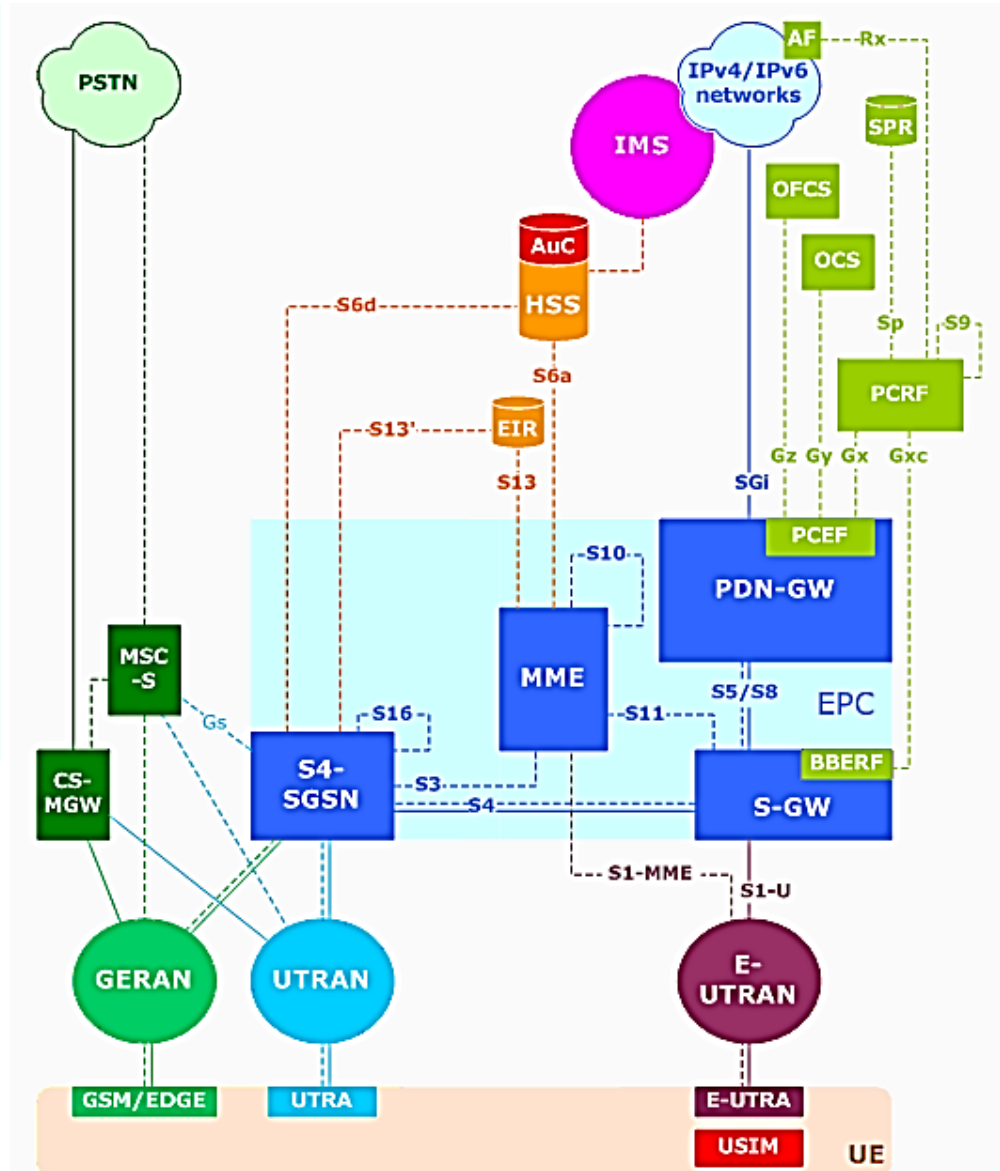 AF
Rx
PSTN
IPv4/IPv6
networks
SPR
IMS
OFCS
AuC
OCS
HSS
S6d
Sp
S9
S6a
PCRF
S13'
EIR
S13
Gz
Gy
Gx
Gxc
SGi
PCEF
S10
PDN-GW
MSC
-S
MME
S5/S8
EPC
Gs
S16
S11
CS-
MGW
S4-
SGSN
BBERF
S3
S4
S-GW
S1-MME
S1-U
GERAN
UTRAN
E-
UTRAN
GSM/EDGE
UTRA
E-UTRA
USIM
UE